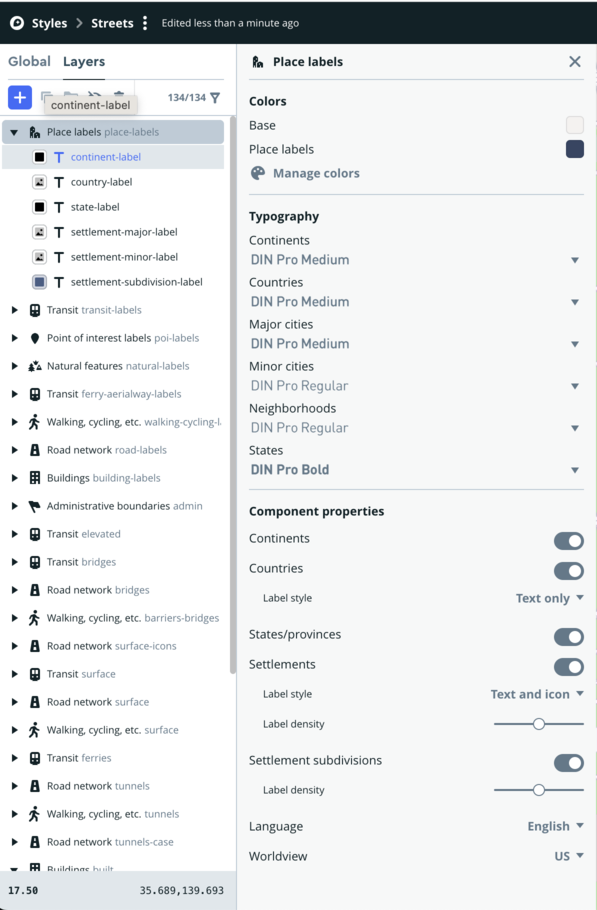 Styles > Streets Edited less than a minute ago
Global Layers
134/134
continent-label
Place labels place-labels
continent-label
country-label
state-label
settlement-major-label
settlement-minor-label
settlement-subdivision-label
Transit transit-labels
Point of interest labels poi-labels
Natural features natural-labels
Transit ferry-aerialway-labels
Walking, cycling, etc. walking-cycling-l
Road network road-labels
Buildings building-labels
Administrative boundaries admin
Transit elevated
Transit bridges
Road network bridges
Walking, cycling, etc. barriers-bridges
Road network surface-icons
Transit surface
Road network surface
Walking, cycling, etc. surface
Transit ferries
Road network tunnels
Walking, cycling, etc. tunnels
Road network tunnels-case
Buildings built
17.50 35.689,139.693
Place labels
Colors
Base
Place labels
Manage colors
Typography
Continents
DIN Pro Medium
Countries
DIN Pro Medium
Major cities
DIN Pro Medium
Minor cities
DIN Pro Regular
Neighborhoods
DIN Pro Regular
States
DIN Pro Bold
Component properties
Continents
Countries
Label style Text only
States/provinces
Settlements
Label style Text and icon
Label density
Settlement subdivisions
Label density
Language English
Worldview US